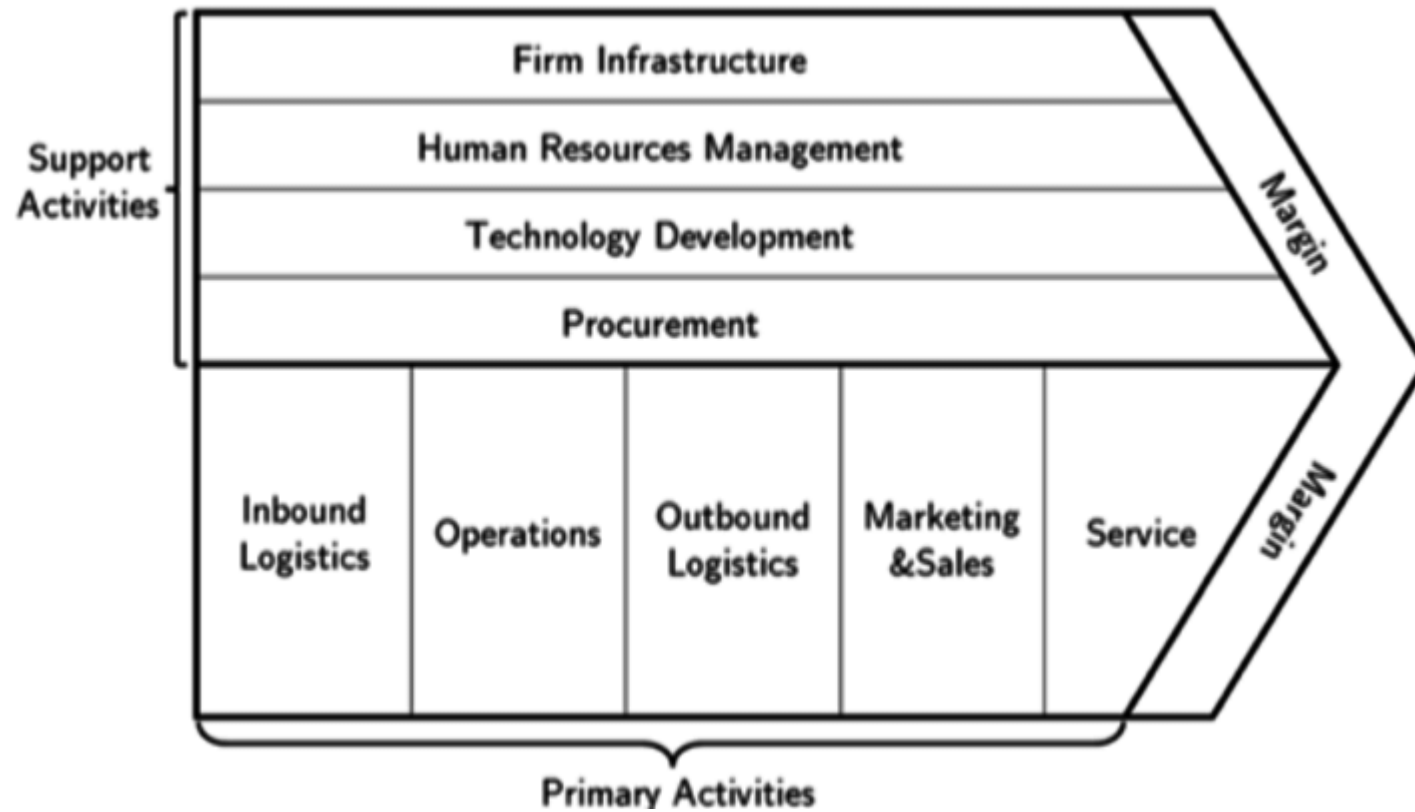 Firm Infrastructure
Human Resources Management
Support
Activities
Technology Development
Procurement
Margin
Inbound
Logistics
Operations
Outbound
Logistics
Marketing
&Sales
Service
Margin
Primary Activities